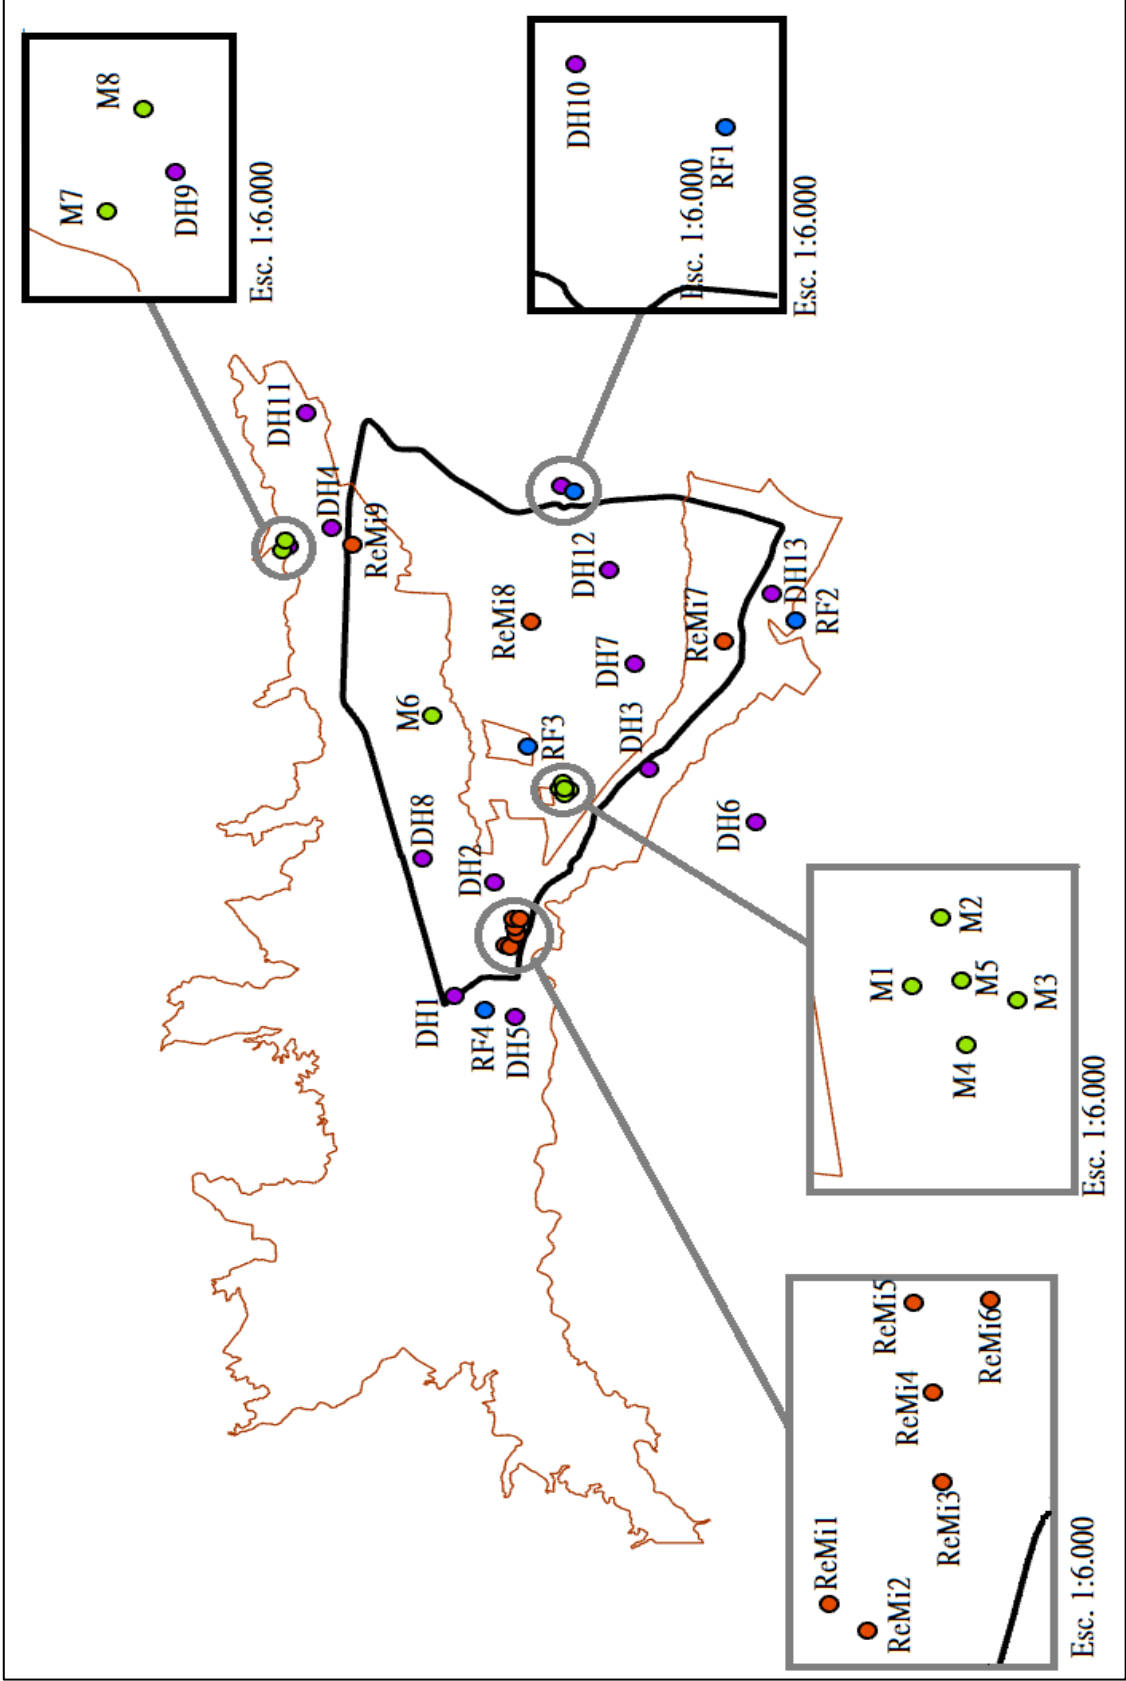 M7
M8
DH9
Esc. 1:6.000
DH10
RF1
Esc. 1:6.000
Esc. 1:6.000
DH11
DH4
ReMi9
DH12
ReMi8
DH13
RF2
ReMi7
DH7
M6
RF3
DH3
DH8
DH2
DH6
DH1
RF4
DH5
M1
M2
M5
M3
M4
Esc. 1:6.000
ReMi5
ReMi6
ReMi4
ReMi3
ReMi1
ReMi2
Esc. 1:6.000